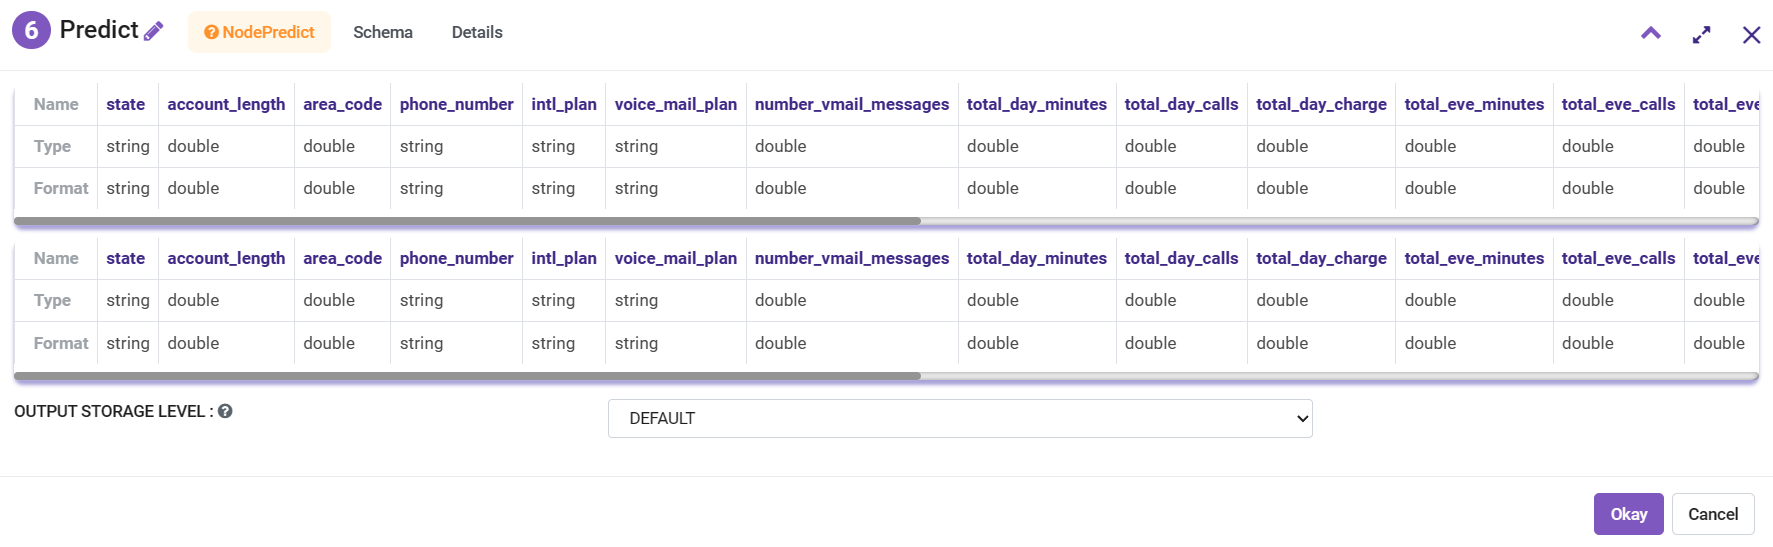 6 Predict NodePredict Schema Details
Name state account_length area_code phone_number intl_plan voice_mail_plan number_vmail_messages total_day_minutes total_day_calls total_day_charge total_eve_minutes total_eve_calls total_eve
Type string double double string string string double double double double double double double
Format string double double string string string double double double double double double double
Name state account_length area_code phone_number intl_plan voice_mail_plan number_vmail_messages total_day_minutes total_day_calls total_day_charge total_eve_minutes total_eve_calls total_eve
Type string double double string string string double double double double double double double
Format string double double string string string double double double double double double double
OUTPUT STORAGE LEVEL : DEFAULT
Okay Cancel